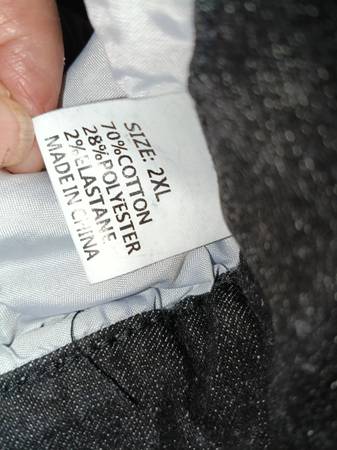 SIZE: 2XL
70%COTTON
28%POLYESTER
2%ELASTANE
MADE IN CHINA